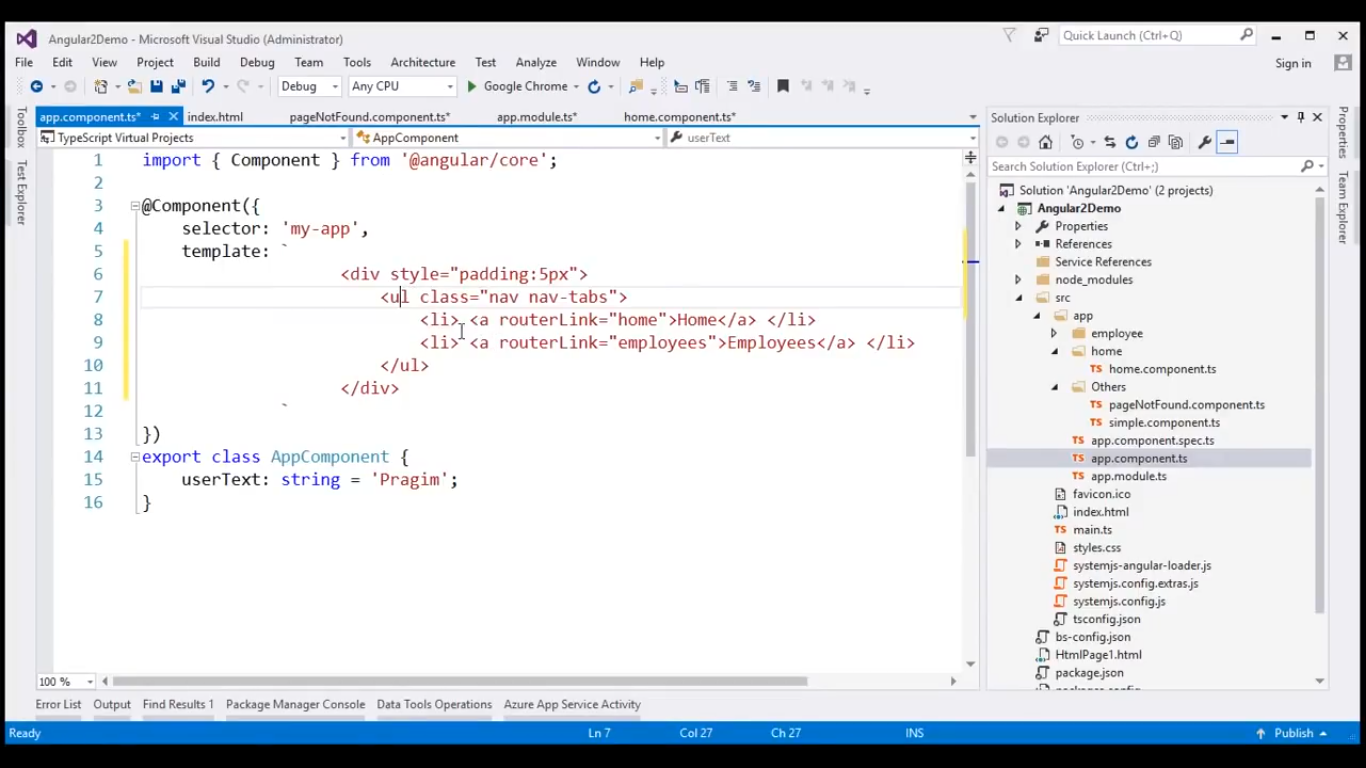 Angular2Demo - Microsoft Visual Studio (Administrator)
Quick Launch (Ctrl+Q)
File Edit View Project Build Debug Team Tools Architecture Test Analyze Window Help
Sign in
Debug Any CPU Google Chrome
app.component.ts* index.html pageNotFound.component.ts* app.module.ts* home.component.ts*
TypeScript Virtual Projects AppComponent userText
Toolbox
Test Explorer
1 import { Component } from '@angular/core';
2
3 @Component({
4 selector: 'my-app',
5 template: `
6 <div style="padding:5px">
7 <ul class="nav nav-tabs">
8 <li> <a routerLink="home">Home</a> </li>
9 <li> <a routerLink="employees">Employees</a> </li>
10 </ul>
11 </div>
12 `
13 })
14 export class AppComponent {
15 userText: string = 'Pragim';
16 }
100 %
Solution Explorer
Search Solution Explorer (Ctrl+;)
Solution 'Angular2Demo' (2 projects)
Angular2Demo
Properties
References
Service References
node_modules
src
app
employee
home
TS home.component.ts
Others
TS pageNotFound.component.ts
TS simple.component.ts
TS app.component.spec.ts
TS app.component.ts
TS app.module.ts
favicon.ico
index.html
TS main.ts
styles.css
systemjs-angular-loader.js
systemjs.config.extras.js
systemjs.config.js
tsconfig.json
bs-config.json
HtmlPage1.html
package.json
Properties
Team Explorer
Error List Output Find Results 1 Package Manager Console Data Tools Operations Azure App Service Activity
Ready Ln 7 Col 27 Ch 27 INS Publish